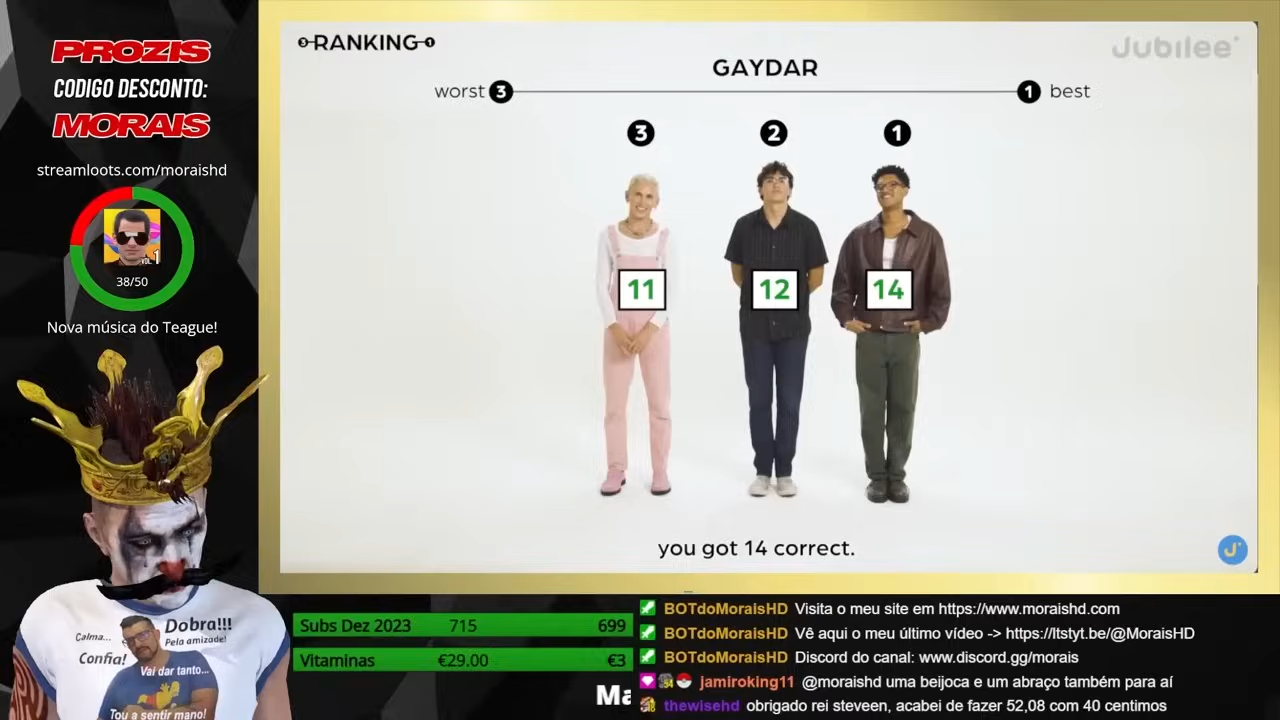 PROZIS
CODIGO DESCONTO:
MORAIS
streamloots.com/moraishd
VOL. 1
38/50
Nova música do Teague!
Calma...
Confia!
Dobra!!!
Pela amizade!
Vai dar tanto...
Tou a sentir mano!
3 RANKING 1
Jubilee
GAYDAR
worst 3
1 best
3
2
1
11
12
14
you got 14 correct.
J
Subs Dez 2023 715 699
Vitaminas €29.00 €3
Ma
BOTdoMoraisHD Visita o meu site em https://www.moraishd.com
BOTdoMoraisHD Vê aqui o meu último vídeo -> https://ltstyt.be/@MoraisHD
BOTdoMoraisHD Discord do canal: www.discord.gg/morais
jamiroking11 @moraishd uma beijoca e um abraço também para aí
thewisehd obrigado rei steveen, acabei de fazer 52,08 com 40 centimos